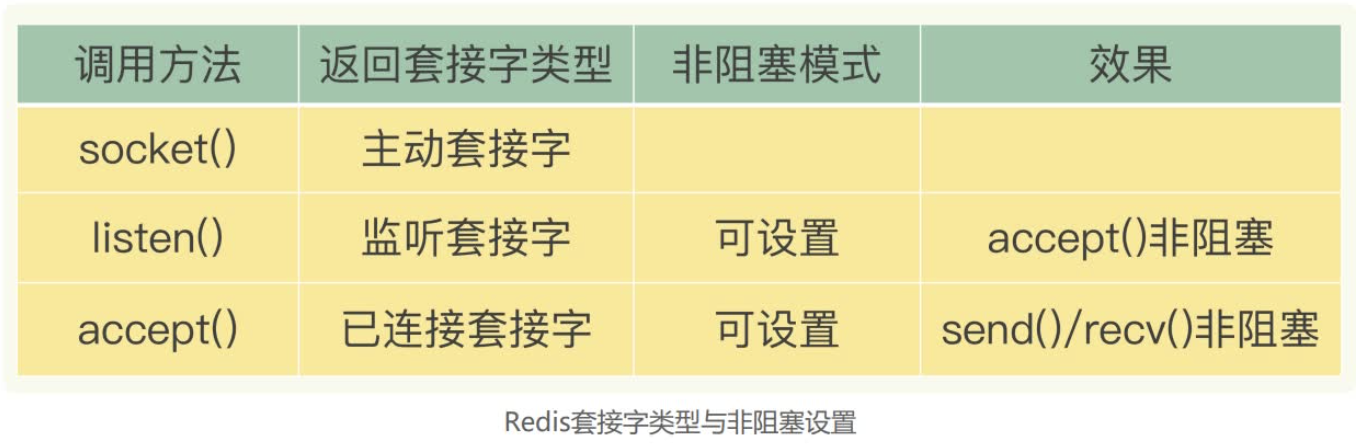 调用方法 返回套接字类型 非阻塞模式 效果
socket() 主动套接字
listen() 监听套接字 可设置 accept()非阻塞
accept() 已连接套接字 可设置 send()/recv()非阻塞
Redis套接字类型与非阻塞设置